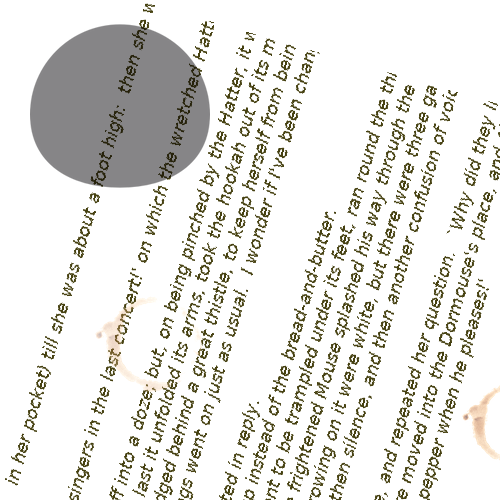 in her pocket) till she was about a foot high: then she w
singers in the last concert!' on which the wretched Hatt
ff into a doze; but, on being pinched by the Hatter, it w
last it unfolded its arms, took the hookah out of its m
dged behind a great thistle, to keep herself from bein
gs went on just as usual. I wonder if I've been chan
ted in reply.
p instead of the bread-and-butter.
nt to be trampled under its feet, ran round the thi
frightened Mouse splashed his way through the
owing on it were white, but there were three ga
then silence, and then another confusion of voic
, and repeated her question. `Why did they li
e moved into the Dormouse's place, and
pepper when he pleases!'